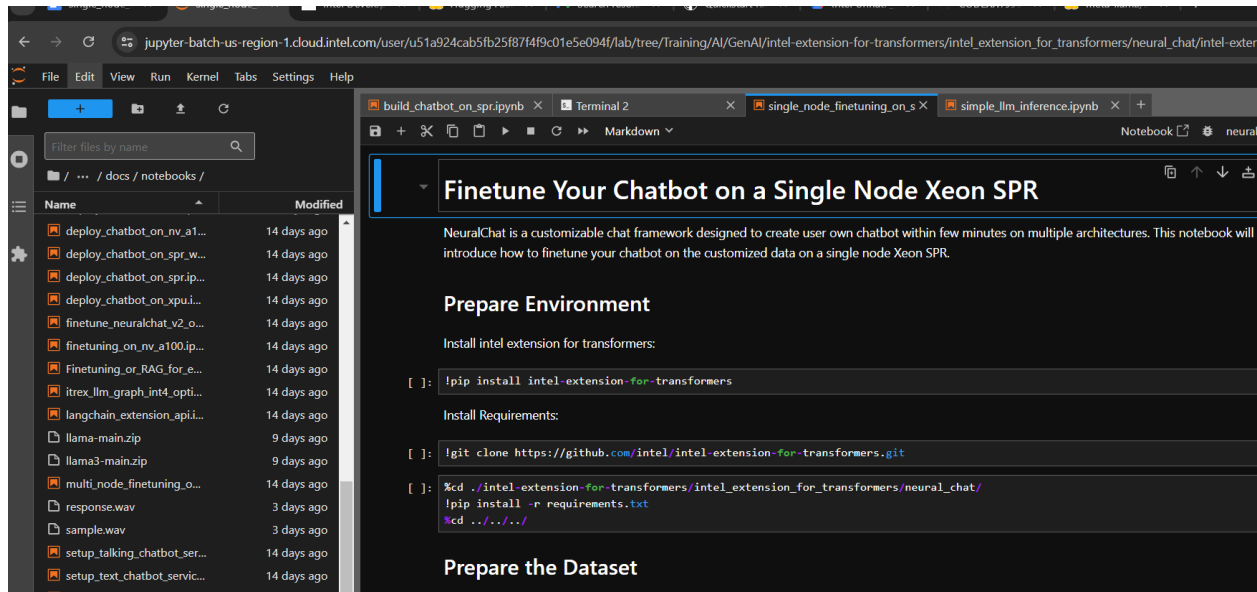 jupyter-batch-us-region-1.cloud.intel.com/user/u51a924cab5fb25f87f4f9c01e5e094f/lab/tree/Training/AI/GenAI/intel-extension-for-transformers/intel_extension_for_transformers/neural_chat/intel-exter
File Edit View Run Kernel Tabs Settings Help
build_chatbot_on_spr.ipynb
Terminal 2
single_node_finetuning_on_s
simple_llm_inference.ipynb
Markdown
Notebook
neural
Filter files by name
/ ··· / docs / notebooks /
Name Modified
deploy_chatbot_on_nv_a1... 14 days ago
deploy_chatbot_on_spr_w... 14 days ago
deploy_chatbot_on_spr.ip... 14 days ago
deploy_chatbot_on_xpu.i... 14 days ago
finetune_neuralchat_v2_o... 14 days ago
finetuning_on_nv_a100.ip... 14 days ago
Finetuning_or_RAG_for_e... 14 days ago
itrex_llm_graph_int4_opti... 14 days ago
langchain_extension_api.i... 14 days ago
llama-main.zip 9 days ago
llama3-main.zip 9 days ago
multi_node_finetuning_o... 14 days ago
response.wav 3 days ago
sample.wav 3 days ago
setup_talking_chatbot_ser... 14 days ago
setup_text_chatbot_servic... 14 days ago
Finetune Your Chatbot on a Single Node Xeon SPR
NeuralChat is a customizable chat framework designed to create user own chatbot within few minutes on multiple architectures. This notebook will
introduce how to finetune your chatbot on the customized data on a single node Xeon SPR.
Prepare Environment
Install intel extension for transformers:
[ ]: !pip install intel-extension-for-transformers
Install Requirements:
[ ]: !git clone https://github.com/intel/intel-extension-for-transformers.git
[ ]: %cd ./intel-extension-for-transformers/intel_extension_for_transformers/neural_chat/
!pip install -r requirements.txt
%cd ../../../
Prepare the Dataset